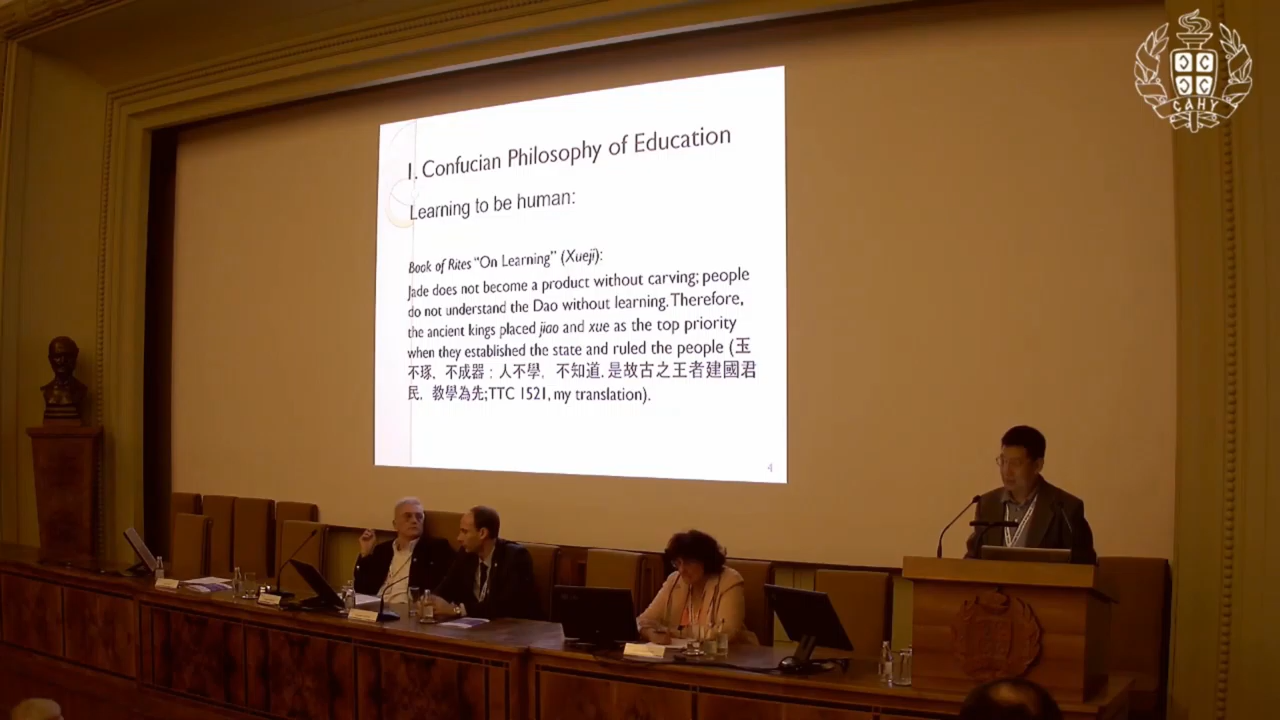 САНУ
1. Confucian Philosophy of Education
Learning to be human:
Book of Rites “On Learning” (Xueji):
Jade does not become a product without carving; people
do not understand the Dao without learning. Therefore,
the ancient kings placed jiao and xue as the top priority
when they established the state and ruled the people (玉
不琢，不成器；人不學，不知道. 是故古之王者建國君
民，教學為先;TTC 1521, my translation).
4